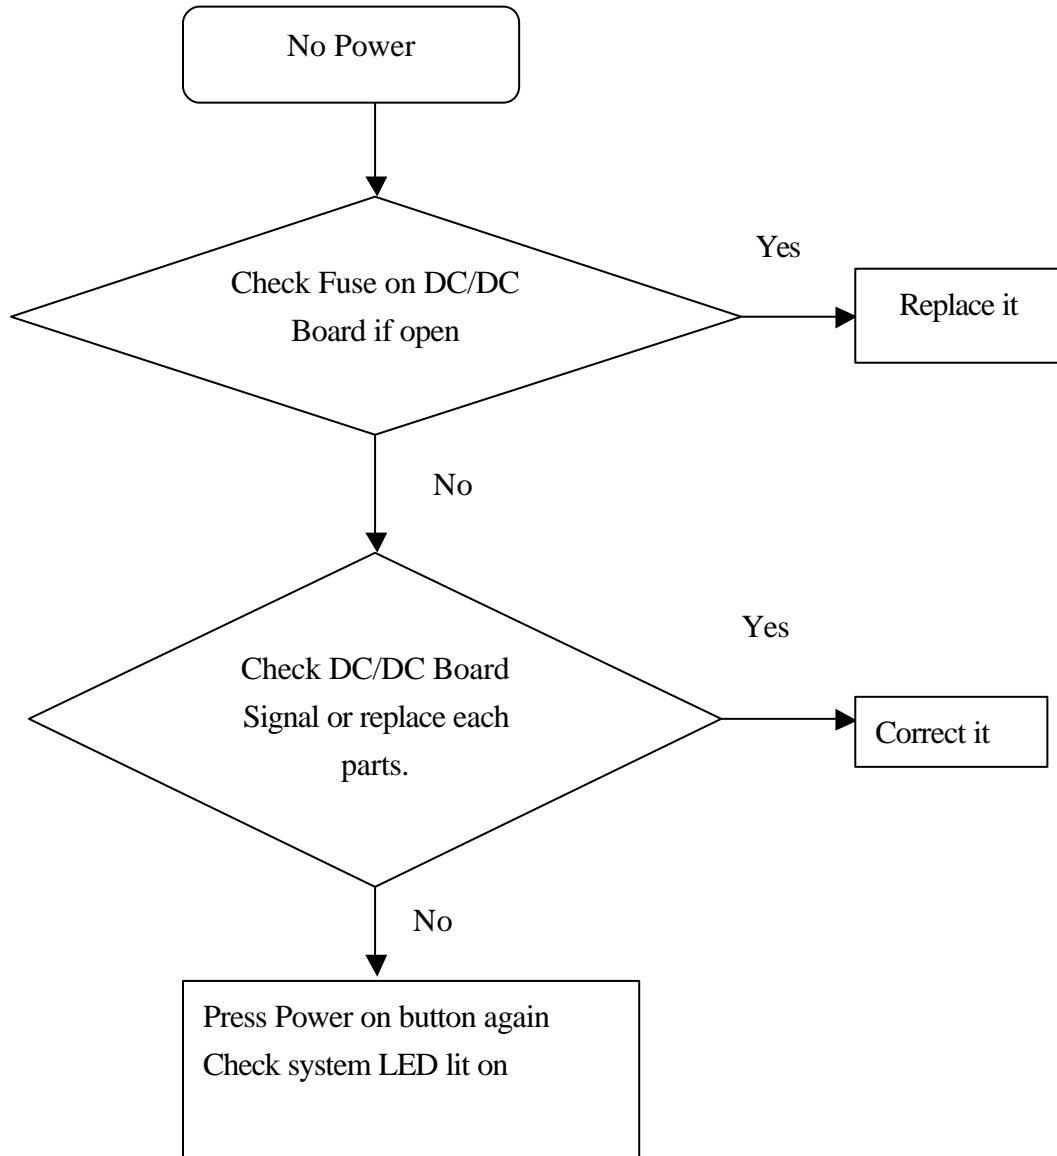 No Power
Yes
Check Fuse on DC/DC
Board if open
Replace it
No
Yes
Check DC/DC Board
Signal or replace each
parts.
Correct it
No
Press Power on button again
Check system LED lit on